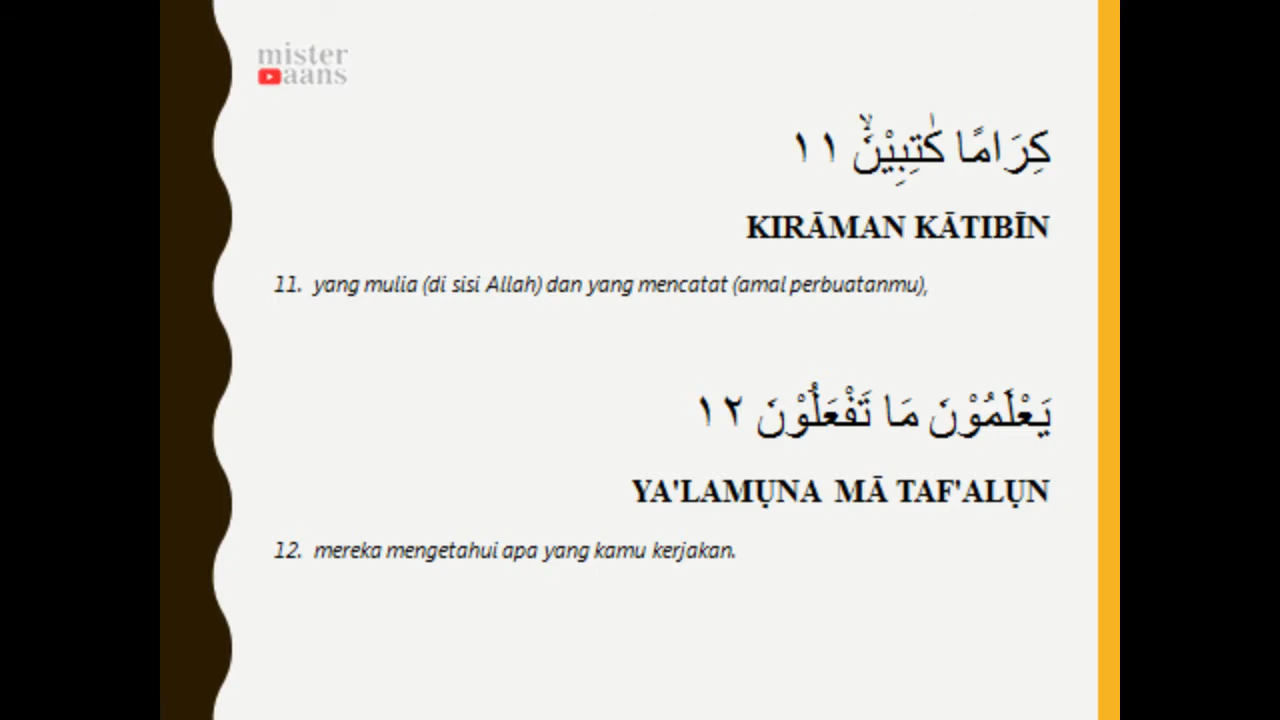 mister
aans
كِرَامًا كٰتِبِيْنَۙ ١١
KIRĀMAN KĀTIBĪN
11. yang mulia (di sisi Allah) dan yang mencatat (amal perbuatanmu),
يَعْلَمُوْنَ مَا تَفْعَلُوْنَ ١٢
YA'LAMỤNA MĀ TAF'ALỤN
12. mereka mengetahui apa yang kamu kerjakan.